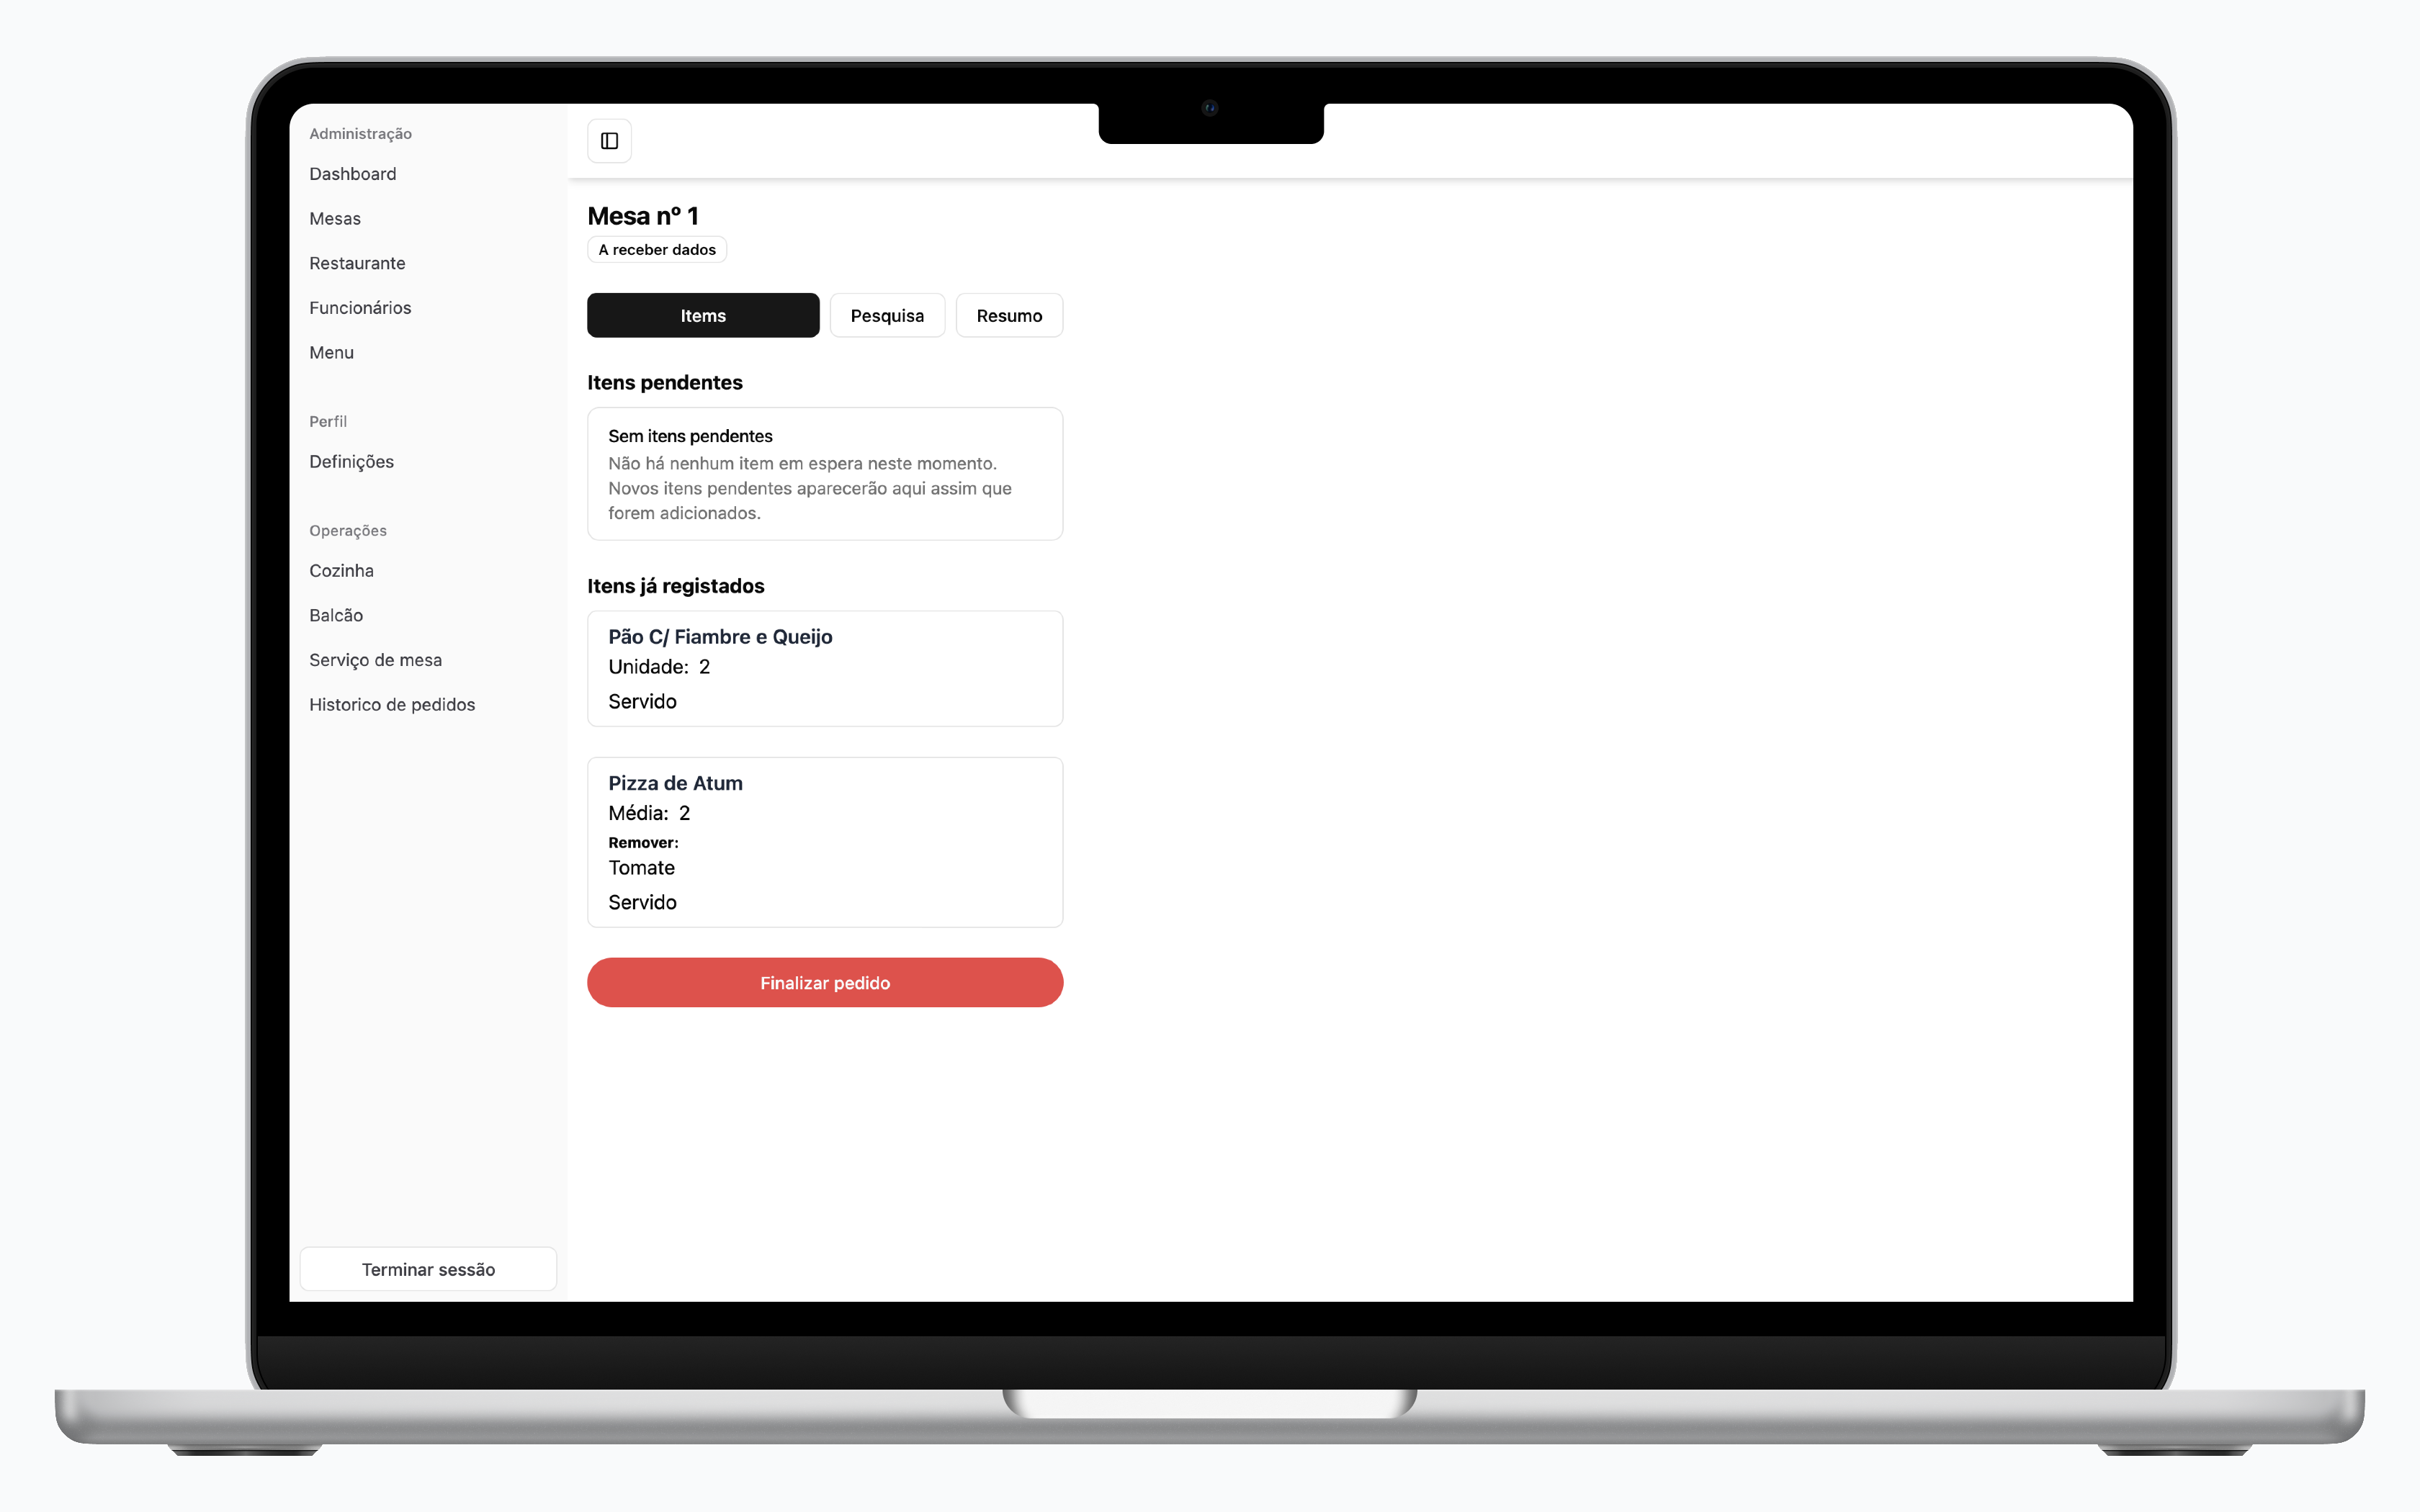 Administração
Dashboard
Mesas
Restaurante
Funcionários
Menu
Perfil
Definições
Operações
Cozinha
Balcão
Serviço de mesa
Historico de pedidos
Terminar sessão
Mesa nº 1
A receber dados
Items
Pesquisa
Resumo
Itens pendentes
Sem itens pendentes
Não há nenhum item em espera neste momento.
Novos itens pendentes aparecerão aqui assim que
forem adicionados.
Itens já registados
Pão C/ Fiambre e Queijo
Unidade: 2
Servido
Pizza de Atum
Média: 2
Remover:
Tomate
Servido
Finalizar pedido